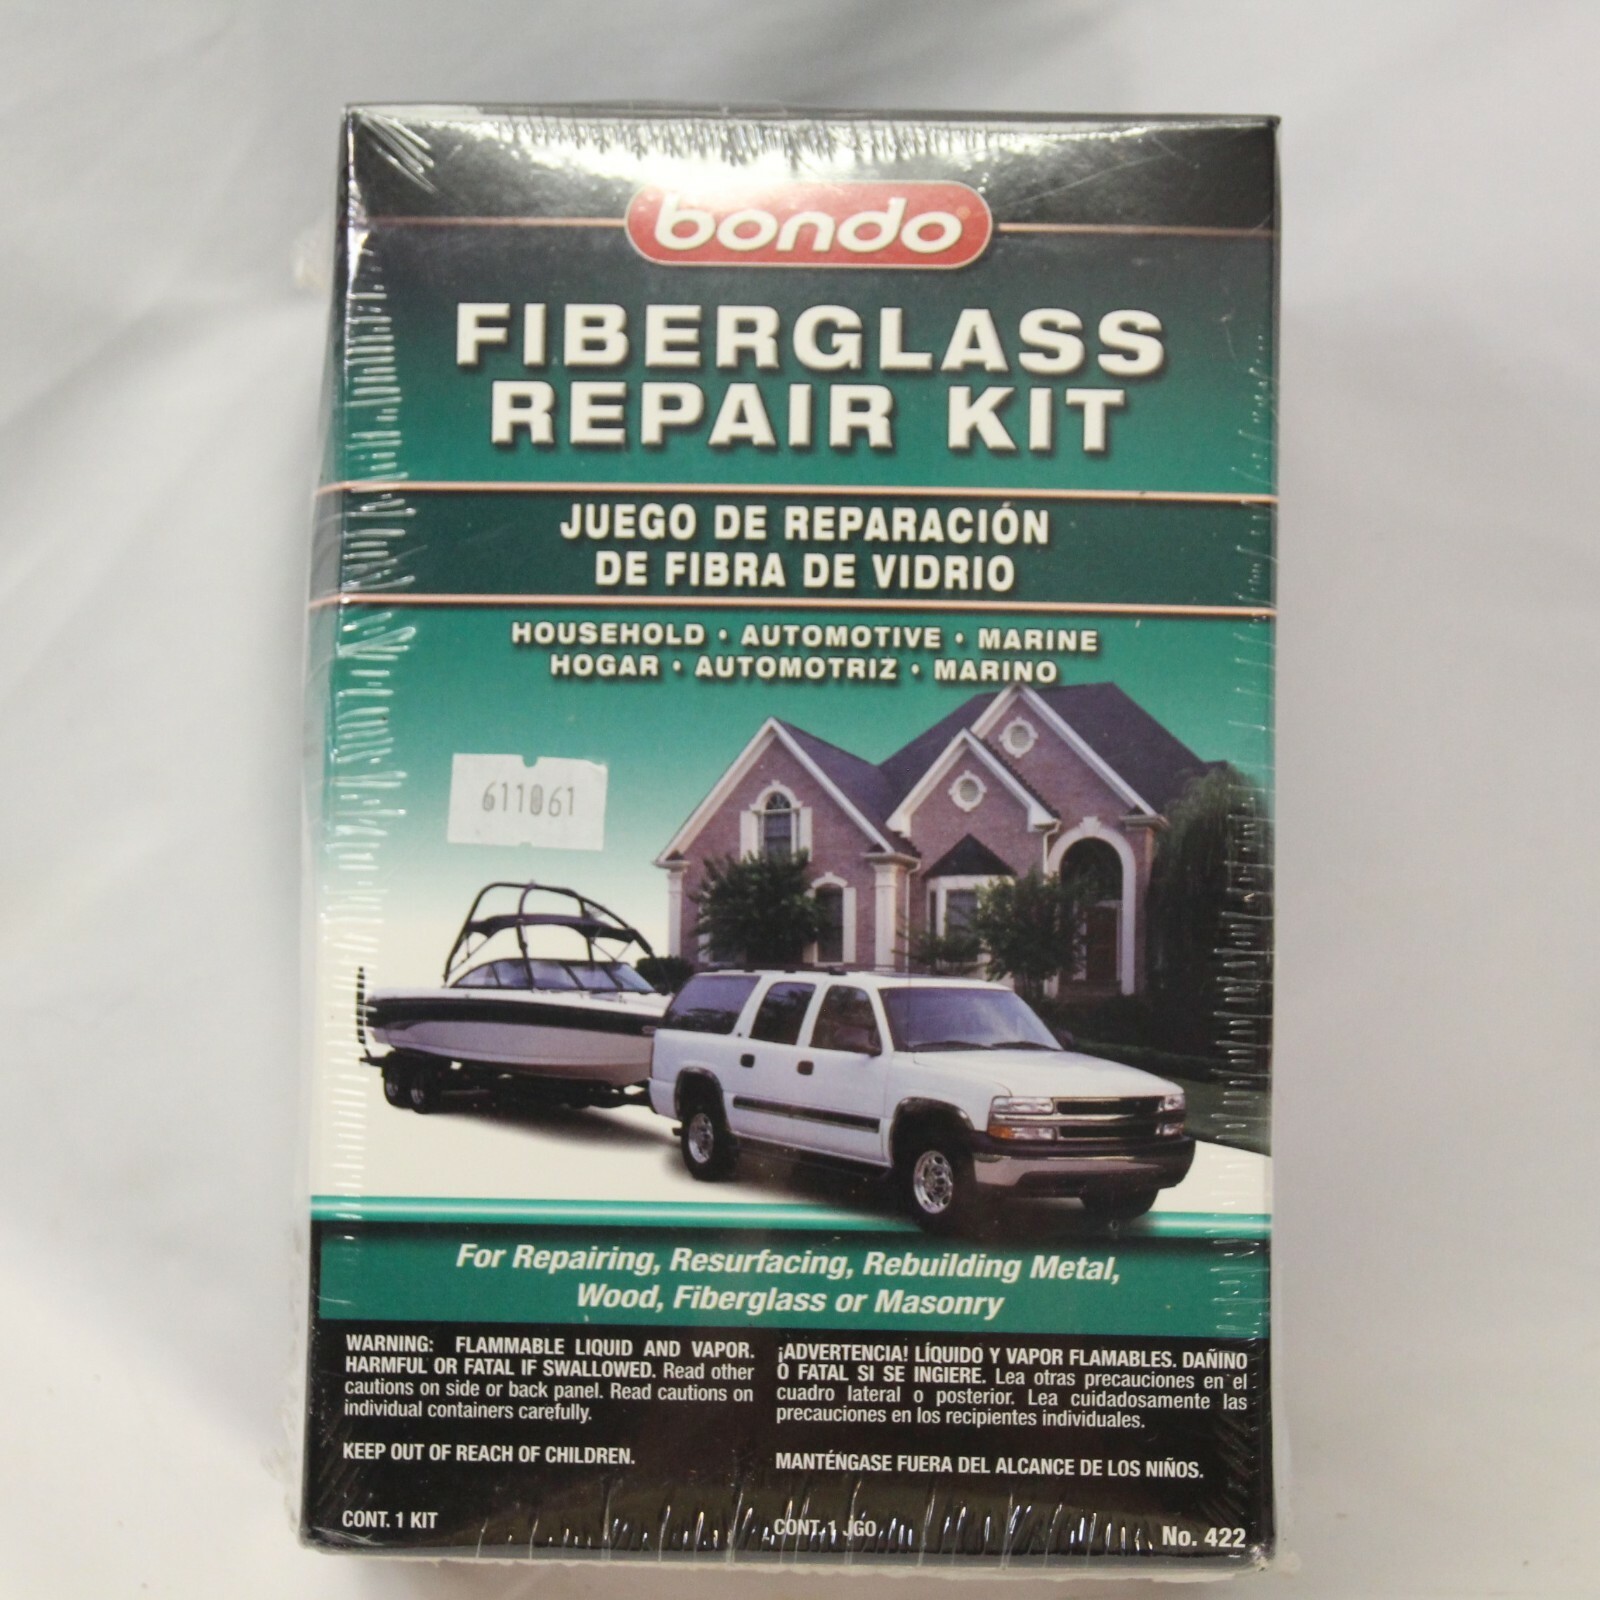 bondo
FIBERGLASS
REPAIR KIT
JUEGO DE REPARACIÓN
DE FIBRA DE VIDRIO
HOUSEHOLD • AUTOMOTIVE • MARINE
HOGAR • AUTOMOTRIZ • MARINO
611061
For Repairing, Resurfacing, Rebuilding Metal,
Wood, Fiberglass or Masonry
WARNING: FLAMMABLE LIQUID AND VAPOR.
HARMFUL OR FATAL IF SWALLOWED. Read other
cautions on side or back panel. Read cautions on
individual containers carefully.
KEEP OUT OF REACH OF CHILDREN.
CONT. 1 KIT
¡ADVERTENCIA! LÍQUIDO Y VAPOR FLAMABLES. DAÑINO
O FATAL SI SE INGIERE. Lea otras precauciones en el
cuadro lateral o posterior. Lea cuidadosamente las
precauciones en los recipientes individuales.
MANTÉNGASE FUERA DEL ALCANCE DE LOS NIÑOS.
CONT. 1 JGO
No. 422